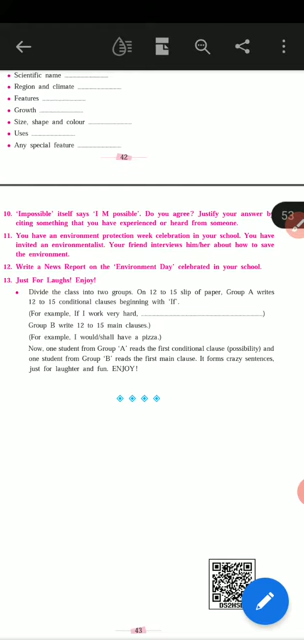 Scientific name ..............................
Region and climate ..............................
Features ..............................
Growth ..............................
Size, shape and colour ..............................
Uses ..............................
Any special feature ..............................
42
53
10. ‘Impossible’ itself says ‘I M possible’. Do you agree? Justify your answer by
citing something that you have experienced or heard from someone.
11. You have an environment protection week celebration in your school. You have
invited an environmentalist. Your friend interviews him/her about how to save
the environment.
12. Write a News Report on the ‘Environment Day’ celebrated in your school.
13. Just For Laughs! Enjoy!
Divide the class into two groups. On 12 to 15 slip of paper, Group A writes
12 to 15 conditional clauses beginning with ‘If’.
(For example, If I work very hard, ............................................................)
Group B write 12 to 15 main clauses.)
(For example, I would/shall have a pizza.)
Now, one student from Group ‘A’ reads the first conditional clause (possibility) and
one student from Group ‘B’ reads the first main clause. It forms crazy sentences,
just for laughter and fun. ENJOY!
43